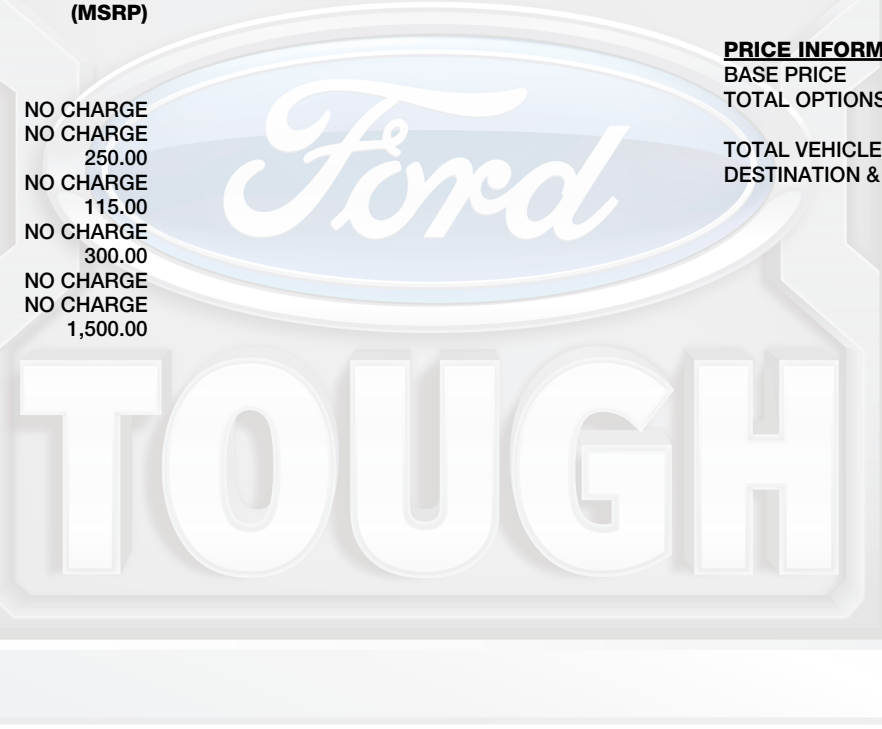 (MSRP)
NO CHARGE
NO CHARGE
250.00
NO CHARGE
115.00
NO CHARGE
300.00
NO CHARGE
NO CHARGE
1,500.00
PRICE INFORM
BASE PRICE
TOTAL OPTIONS
TOTAL VEHICLE
DESTINATION &
Ford
TOUGH